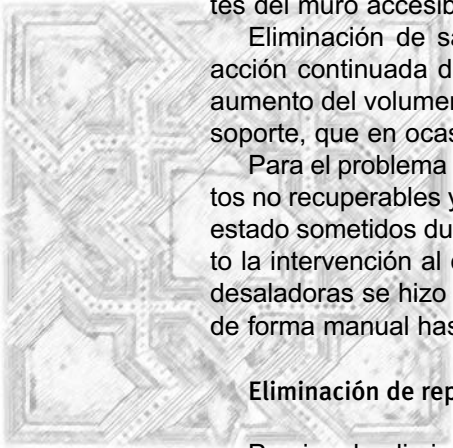 tes del muro accesib
Eliminación de sa
acción continuada d
aumento del volumen
soporte, que en ocas
Para el problema
tos no recuperables y
estado sometidos du
to la intervención al
desaladoras se hizo
de forma manual has
Eliminación de rep